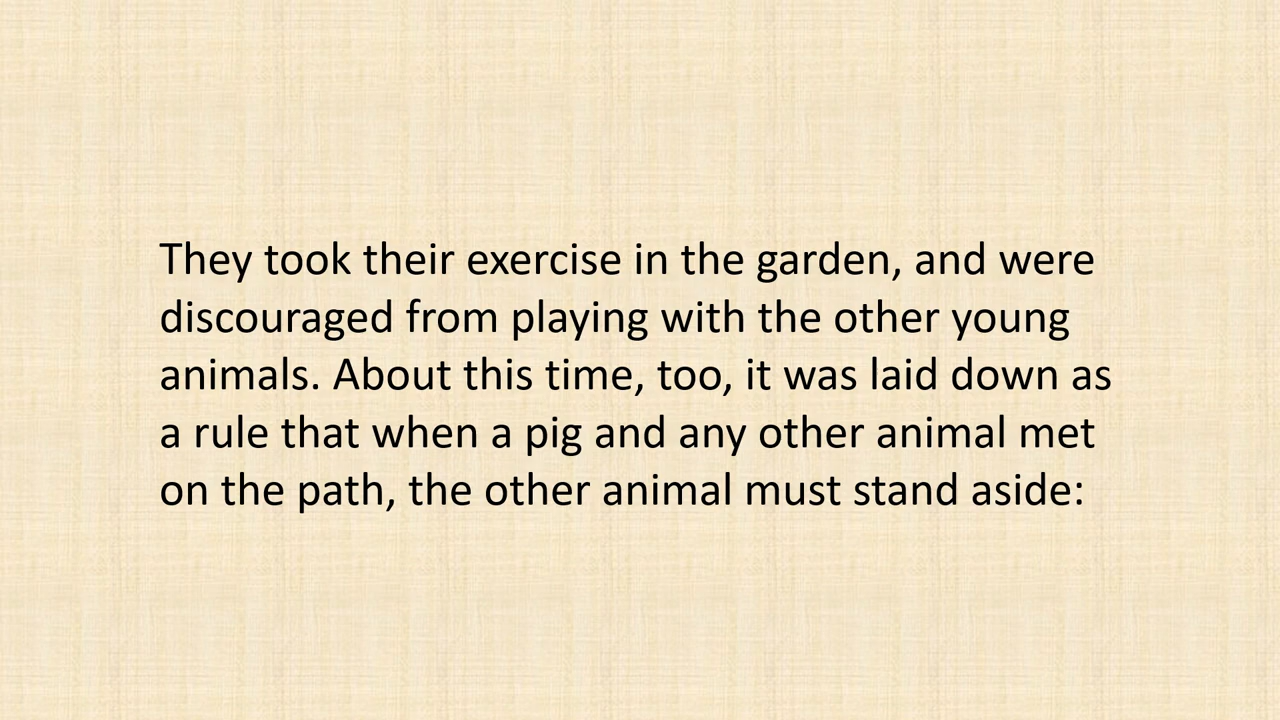 They took their exercise in the garden, and were
discouraged from playing with the other young
animals. About this time, too, it was laid down as
a rule that when a pig and any other animal met
on the path, the other animal must stand aside: